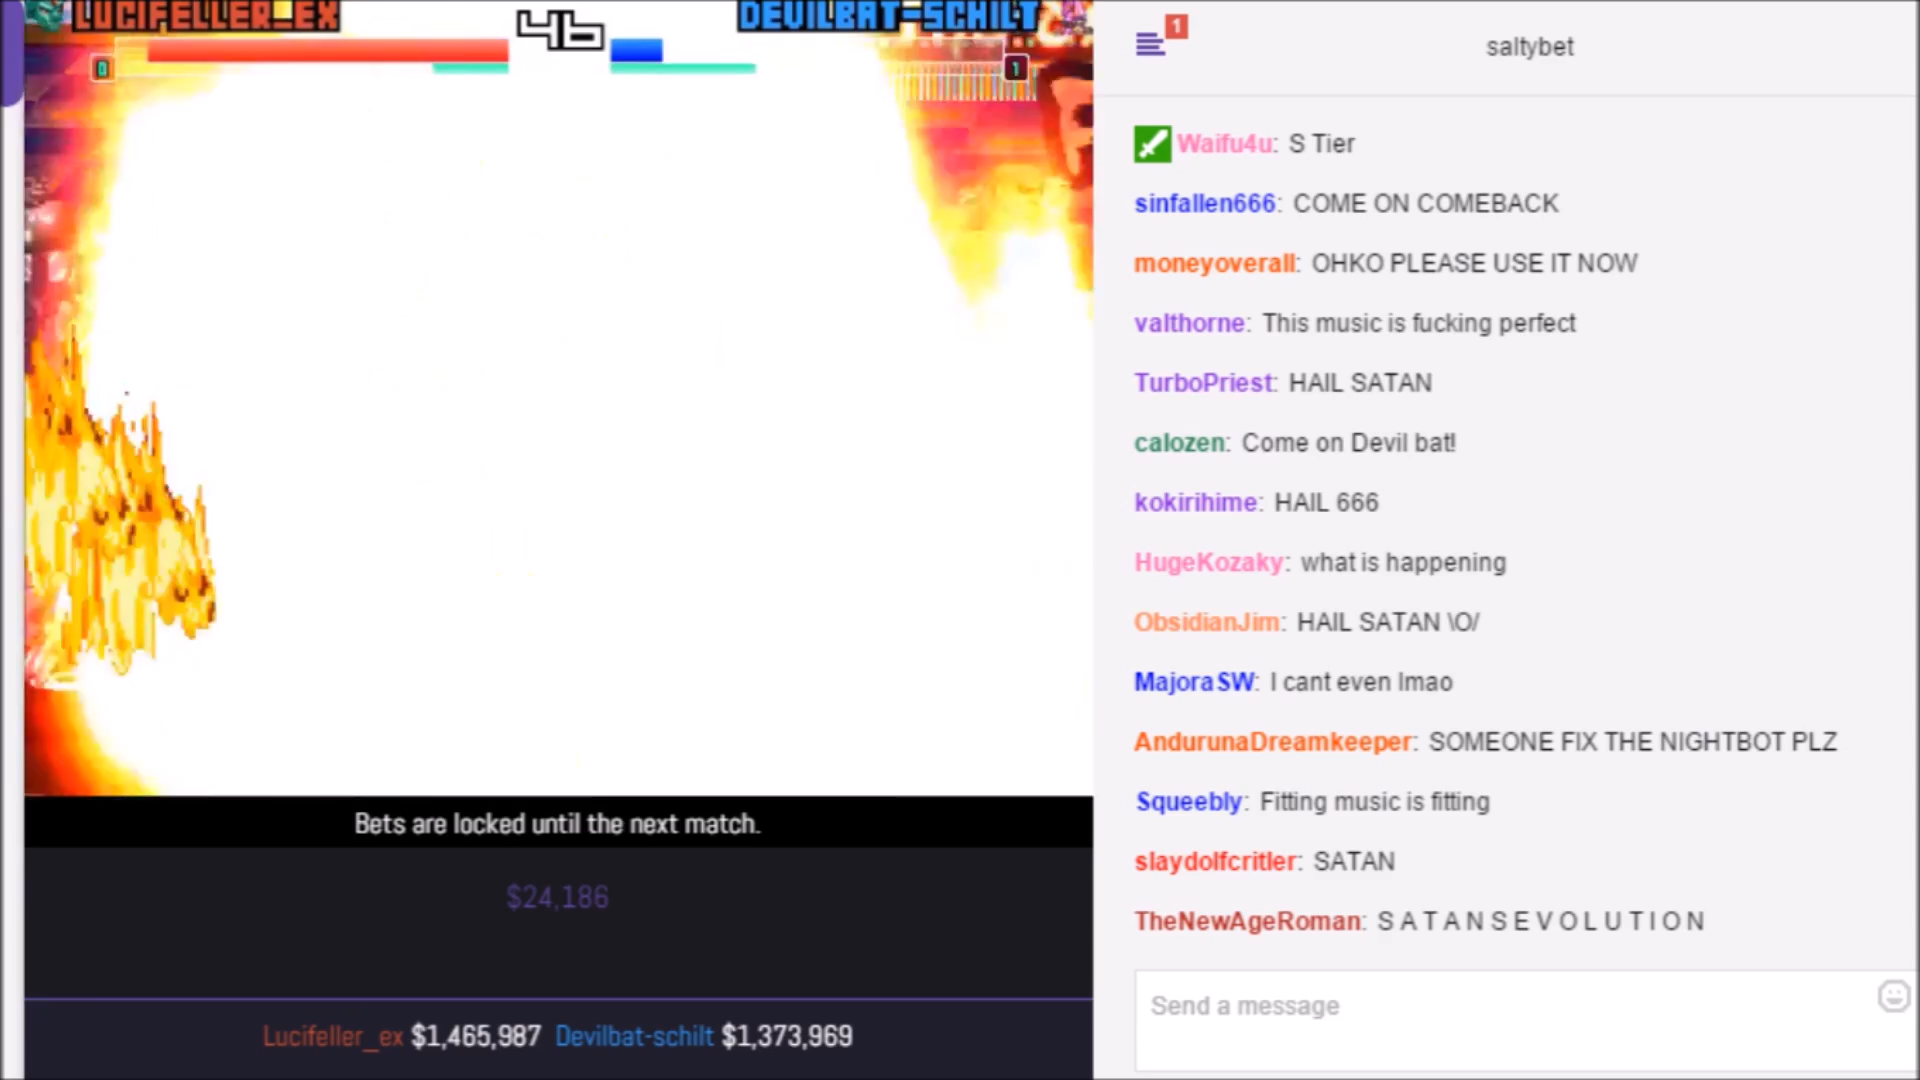 LUCIFELLER_EX
46
DEVILBAT-SCHILT
0
1
1
saltybet
Waifu4u: S Tier
sinfallen666: COME ON COMEBACK
moneyoverall: OHKO PLEASE USE IT NOW
valthorne: This music is fucking perfect
TurboPriest: HAIL SATAN
calozen: Come on Devil bat!
kokirihime: HAIL 666
HugeKozaky: what is happening
ObsidianJim: HAIL SATAN \O/
MajoraSW: I cant even lmao
AndurunaDreamkeeper: SOMEONE FIX THE NIGHTBOT PLZ
Squeebly: Fitting music is fitting
slaydolfcritler: SATAN
TheNewAgeRoman: S A T A N S E V O L U T I O N
Send a message
Bets are locked until the next match.
$24,186
Lucifeller_ex $1,465,987 Devilbat-schilt $1,373,969